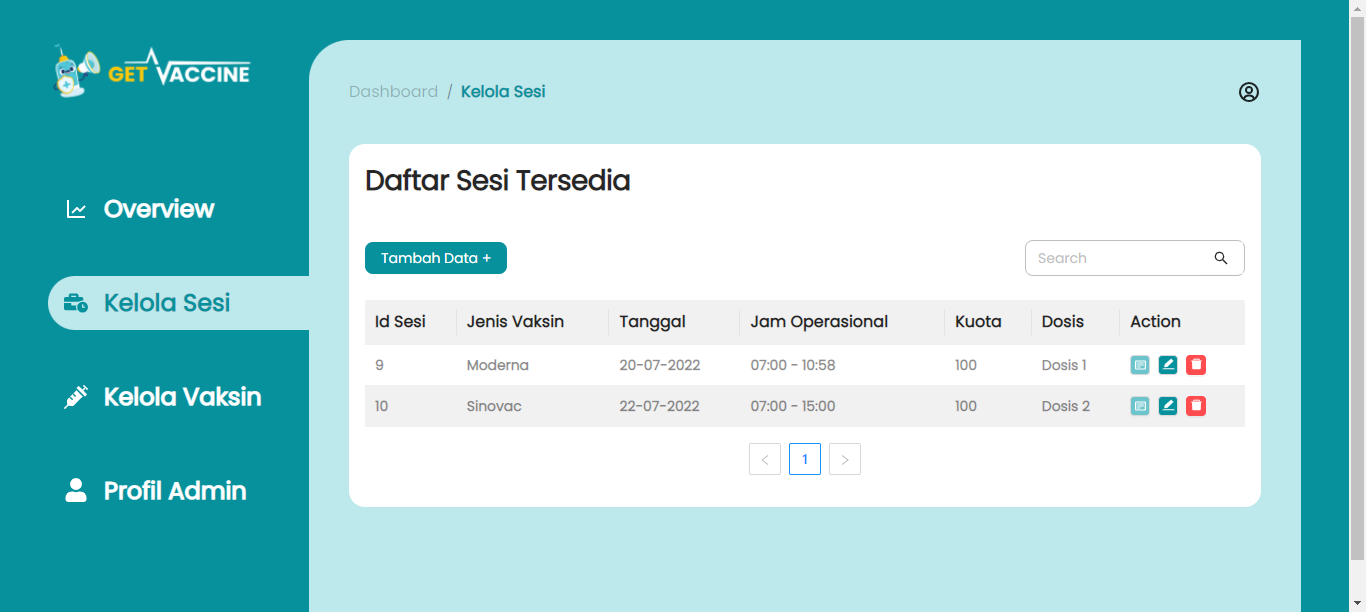 GET VACCINE
Overview
Kelola Sesi
Kelola Vaksin
Profil Admin
Dashboard / Kelola Sesi
Daftar Sesi Tersedia
Tambah Data +
Search
Id Sesi Jenis Vaksin Tanggal Jam Operasional Kuota Dosis Action
9 Moderna 20-07-2022 07:00 - 10:58 100 Dosis 1
10 Sinovac 22-07-2022 07:00 - 15:00 100 Dosis 2
< 1 >